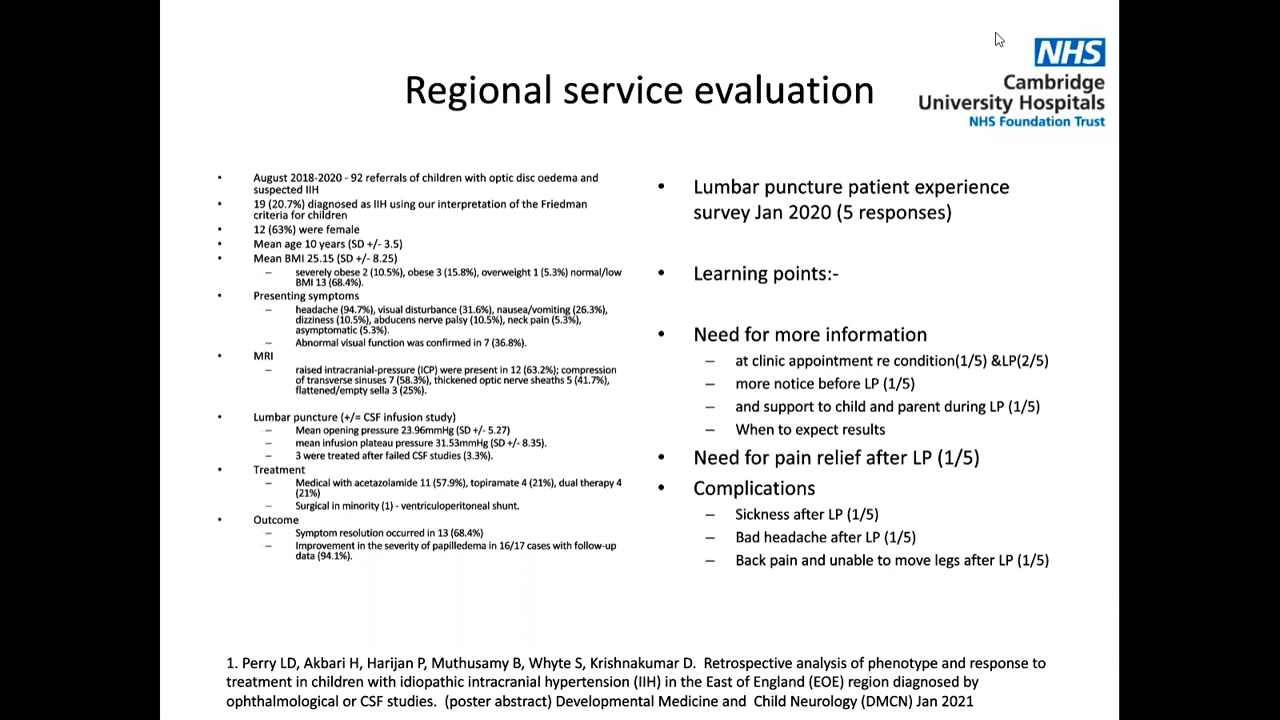 NHS
Cambridge
University Hospitals
NHS Foundation Trust
Regional service evaluation
• August 2018-2020 - 92 referrals of children with optic disc oedema and
suspected IIH
• 19 (20.7%) diagnosed as IIH using our interpretation of the Friedman
criteria for children
• 12 (63%) were female
• Mean age 10 years (SD +/- 3.5)
• Mean BMI 25.15 (SD +/- 8.25)
– severely obese 2 (10.5%), obese 3 (15.8%), overweight 1 (5.3%) normal/low
BMI 13 (68.4%).
• Presenting symptoms
– headache (94.7%), visual disturbance (31.6%), nausea/vomiting (26.3%),
dizziness (10.5%), abducens nerve palsy (10.5%), neck pain (5.3%),
asymptomatic (5.3%).
– Abnormal visual function was confirmed in 7 (36.8%).
• MRI
– raised intracranial-pressure (ICP) were present in 12 (63.2%); compression
of transverse sinuses 7 (58.3%), thickened optic nerve sheaths 5 (41.7%),
flattened/empty sella 3 (25%).
• Lumbar puncture (+/= CSF infusion study)
– Mean opening pressure 23.96mmHg (SD +/- 5.27)
– mean infusion plateau pressure 31.53mmHg (SD +/- 8.35).
– 3 were treated after failed CSF studies (3.3%).
• Treatment
– Medical with acetazolamide 11 (57.9%), topiramate 4 (21%), dual therapy 4
(21%)
– Surgical in minority (1) - ventriculoperitoneal shunt.
• Outcome
– Symptom resolution occurred in 13 (68.4%)
– Improvement in the severity of papilledema in 16/17 cases with follow-up
data (94.1%).
• Lumbar puncture patient experience
survey Jan 2020 (5 responses)
• Learning points:-
• Need for more information
– at clinic appointment re condition(1/5) &LP(2/5)
– more notice before LP (1/5)
– and support to child and parent during LP (1/5)
– When to expect results
• Need for pain relief after LP (1/5)
• Complications
– Sickness after LP (1/5)
– Bad headache after LP (1/5)
– Back pain and unable to move legs after LP (1/5)
1. Perry LD, Akbari H, Harijan P, Muthusamy B, Whyte S, Krishnakumar D. Retrospective analysis of phenotype and response to
treatment in children with idiopathic intracranial hypertension (IIH) in the East of England (EOE) region diagnosed by
ophthalmological or CSF studies. (poster abstract) Developmental Medicine and Child Neurology (DMCN) Jan 2021